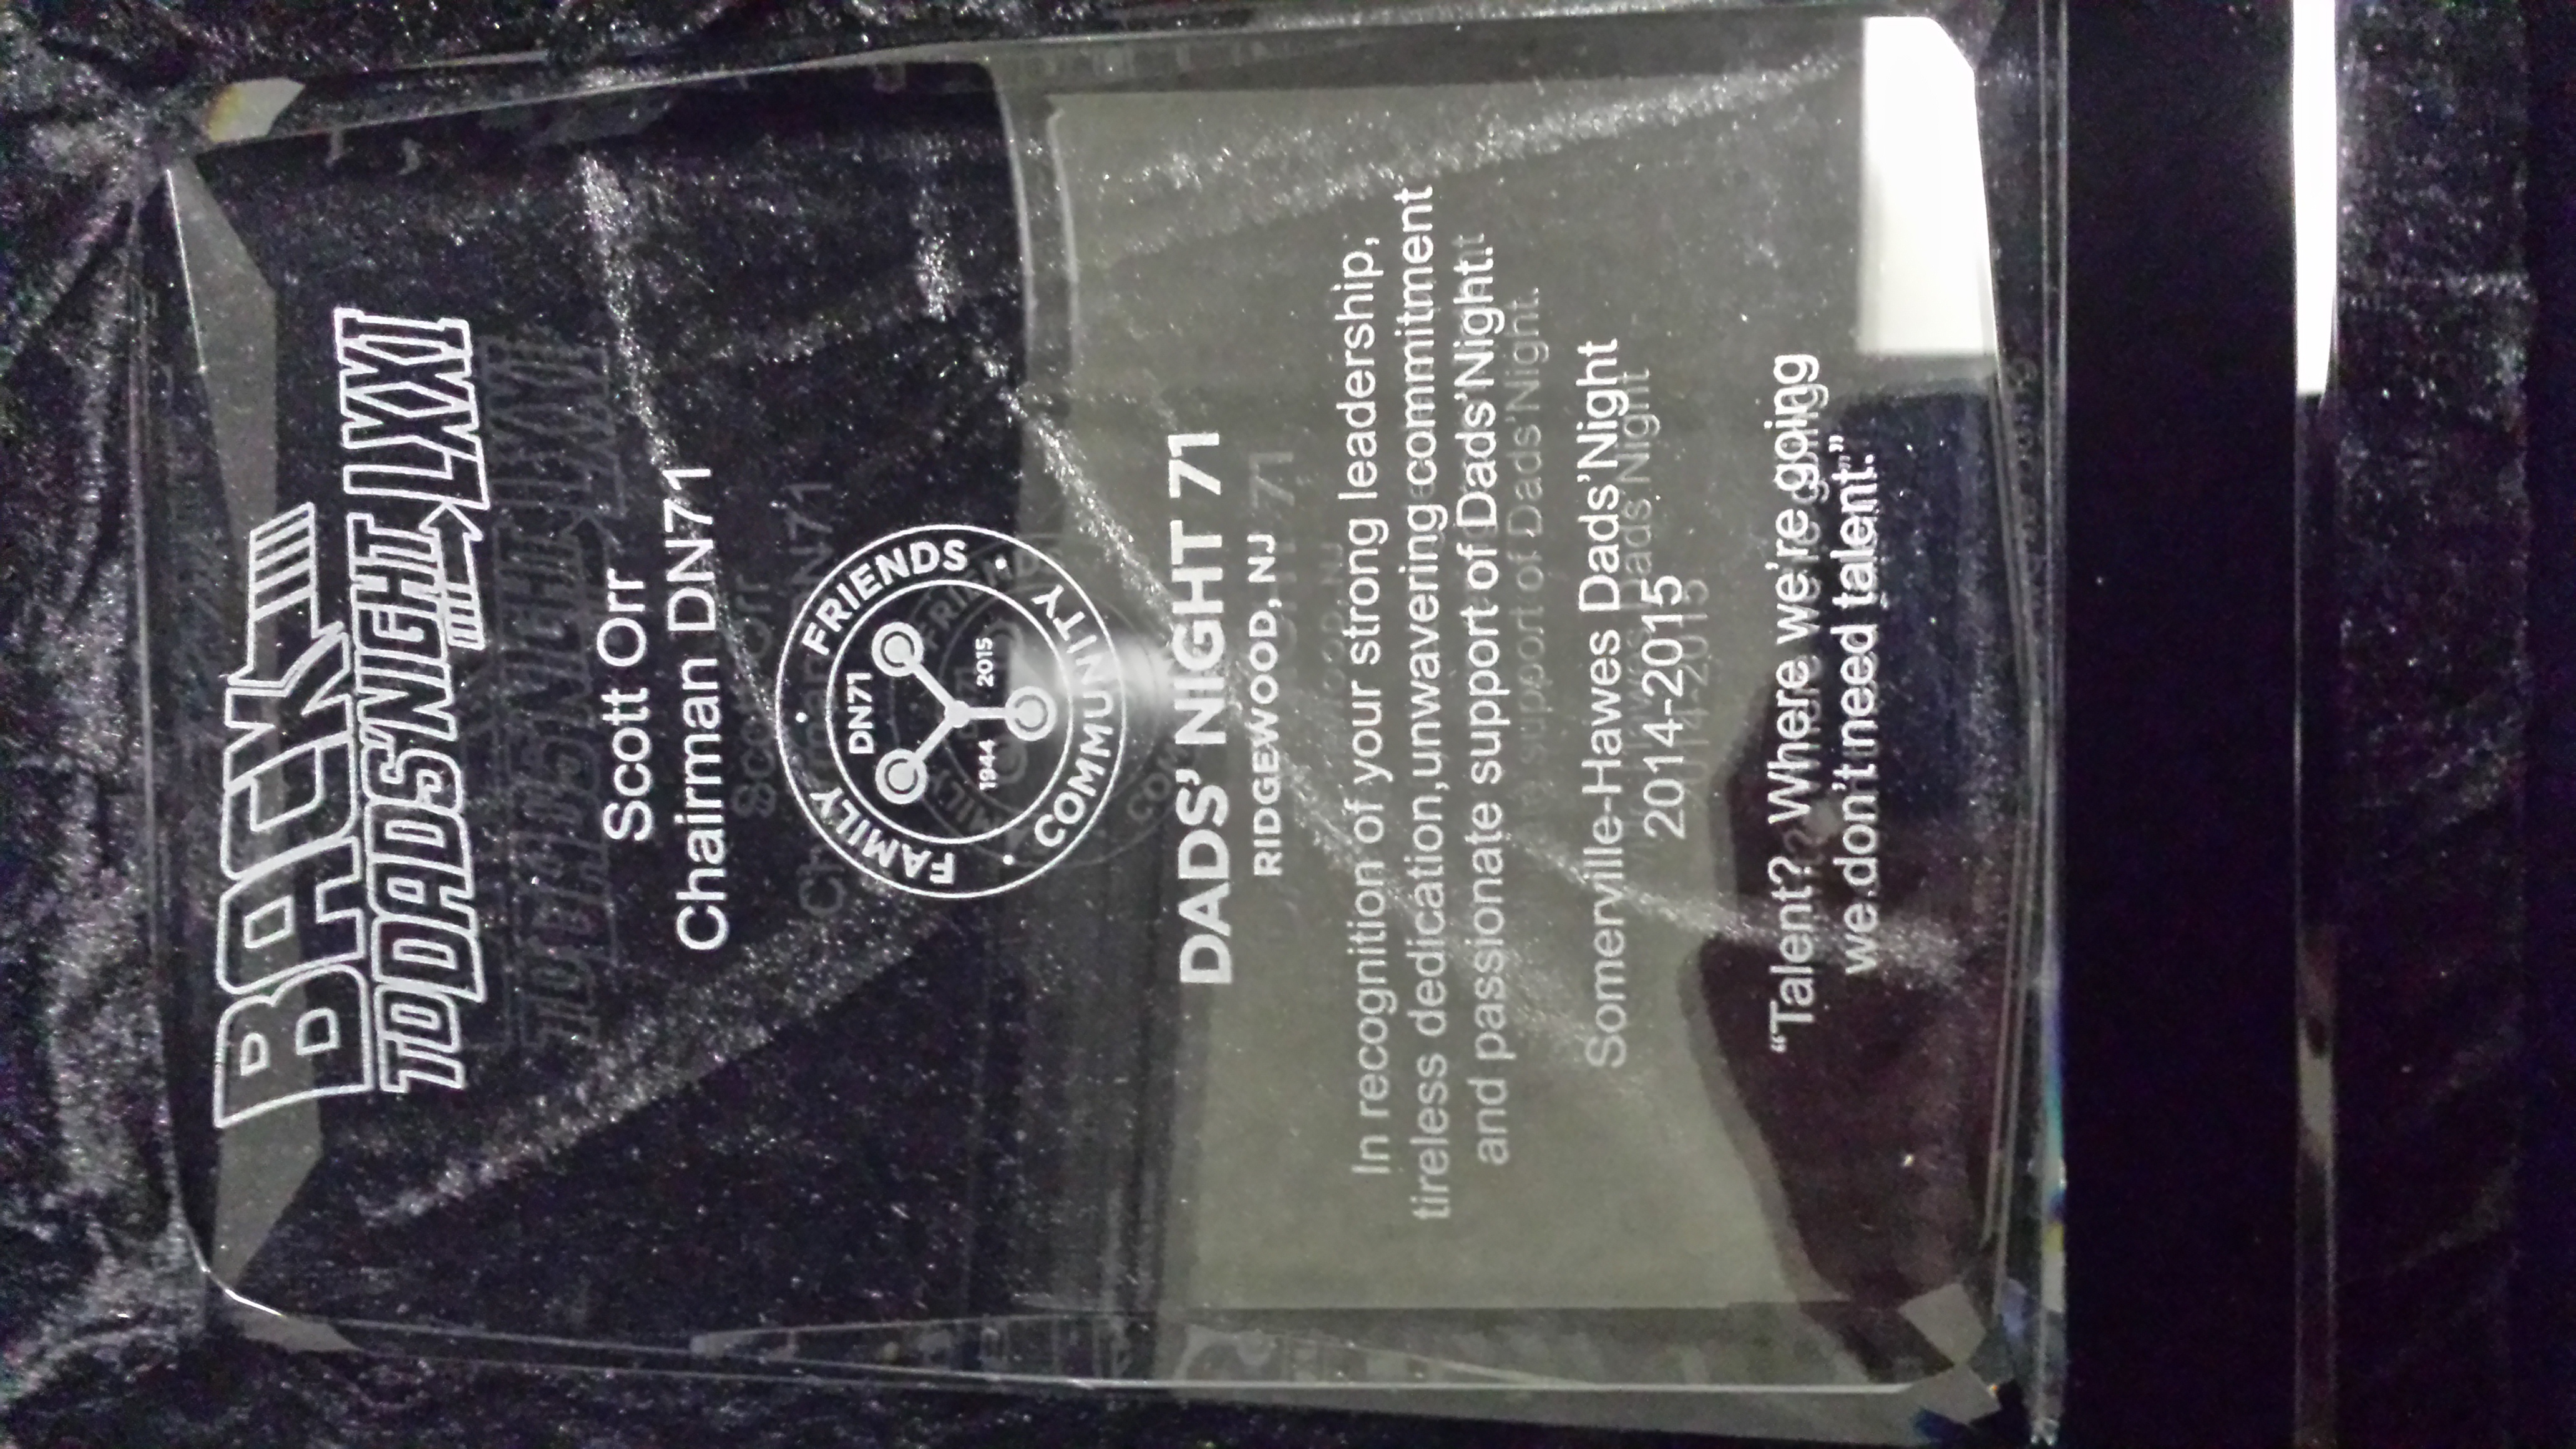 BACK
TO DADS' NIGHT LXXI
Scott Orr
Chairman DN71
FAMILY • FRIENDS • COMMUNITY •
DN71
1944 2015
DADS' NIGHT 71
RIDGEWOOD, NJ
In recognition of your strong leadership,
tireless dedication, unwavering commitment
and passionate support of Dads' Night.
Somerville-Hawes Dads' Night
2014-2015
“Talent? Where we're going
we don't need talent.”